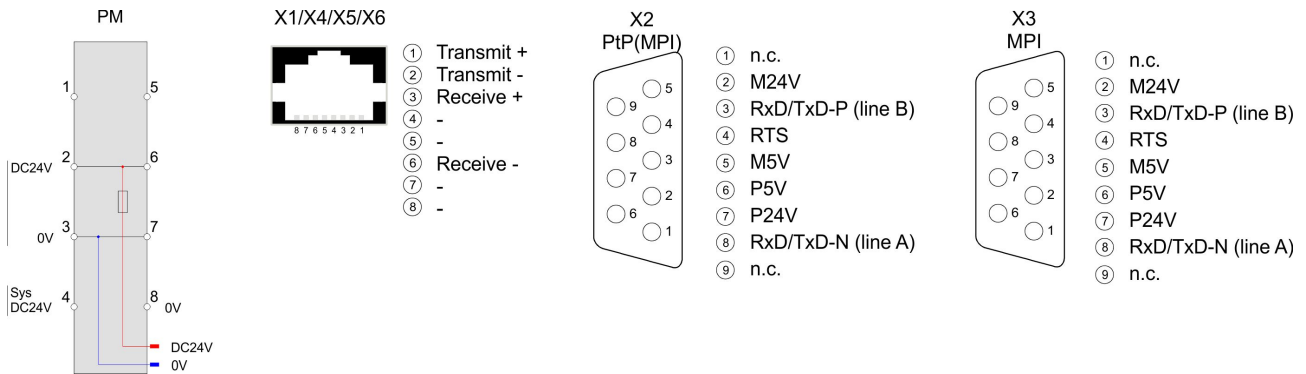 PM
1
5
DC24V 2
6
3
7
0V
Sys
DC24V
4
8 0V
DC24V
0V
X1/X4/X5/X6
8 7 6 5 4 3 2 1
1 Transmit +
2 Transmit -
3 Receive +
4 -
5 -
6 Receive -
7 -
8 -
X2
PtP(MPI)
5
9
4
8
3
7
2
6
1
1 n.c.
2 M24V
3 RxD/TxD-P (line B)
4 RTS
5 M5V
6 P5V
7 P24V
8 RxD/TxD-N (line A)
9 n.c.
X3
MPI
5
9
4
8
3
7
2
6
1
1 n.c.
2 M24V
3 RxD/TxD-P (line B)
4 RTS
5 M5V
6 P5V
7 P24V
8 RxD/TxD-N (line A)
9 n.c.